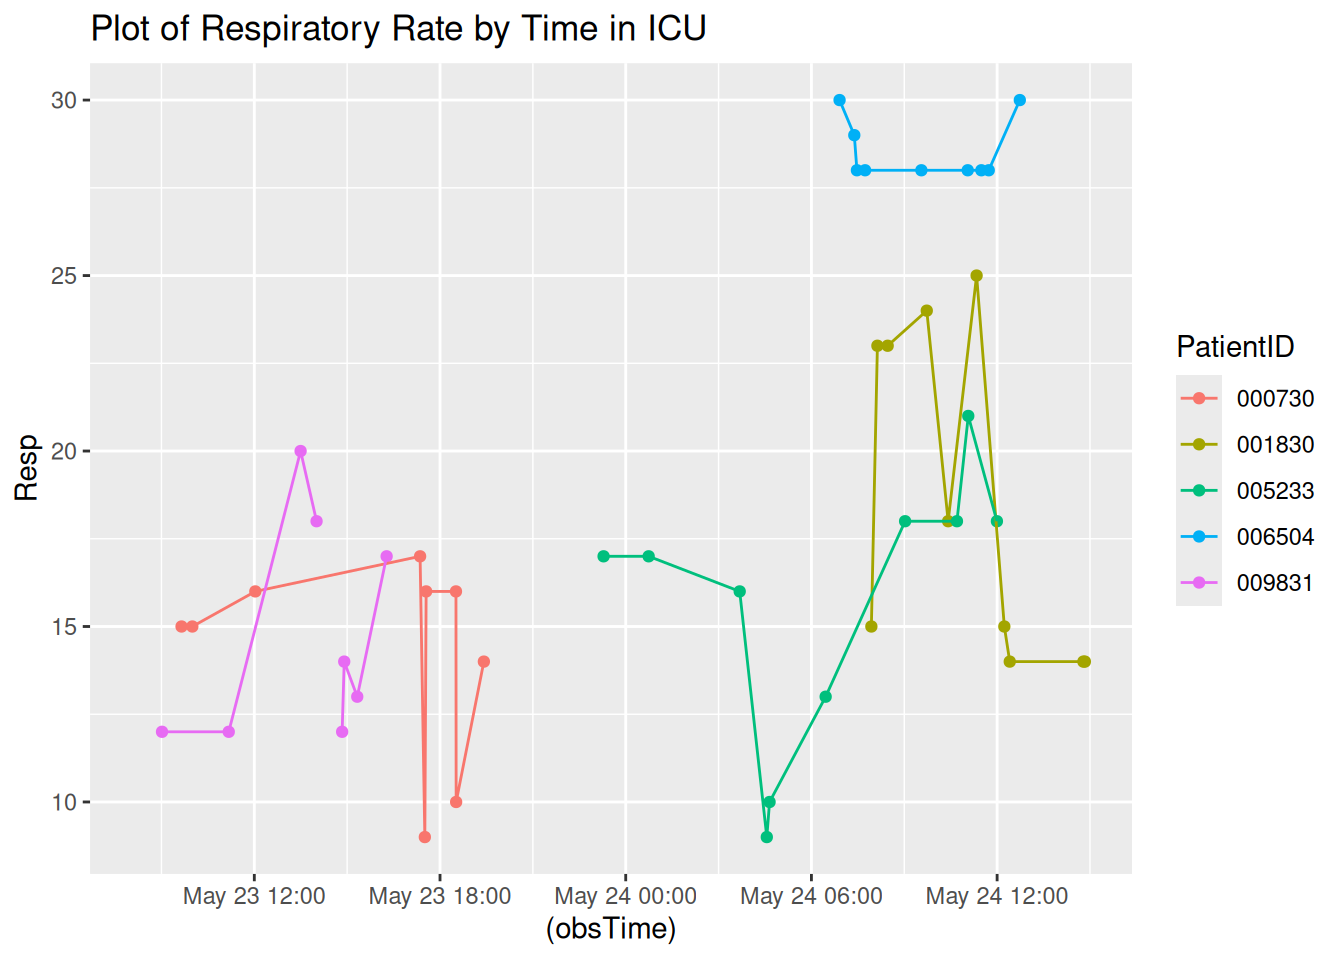 Plot of Respiratory Rate by Time in ICU
30
25
20
15
10
Resp
May 23 12:00
May 23 18:00
May 24 00:00
May 24 06:00
May 24 12:00
(obsTime)
PatientID
000730
001830
005233
006504
009831